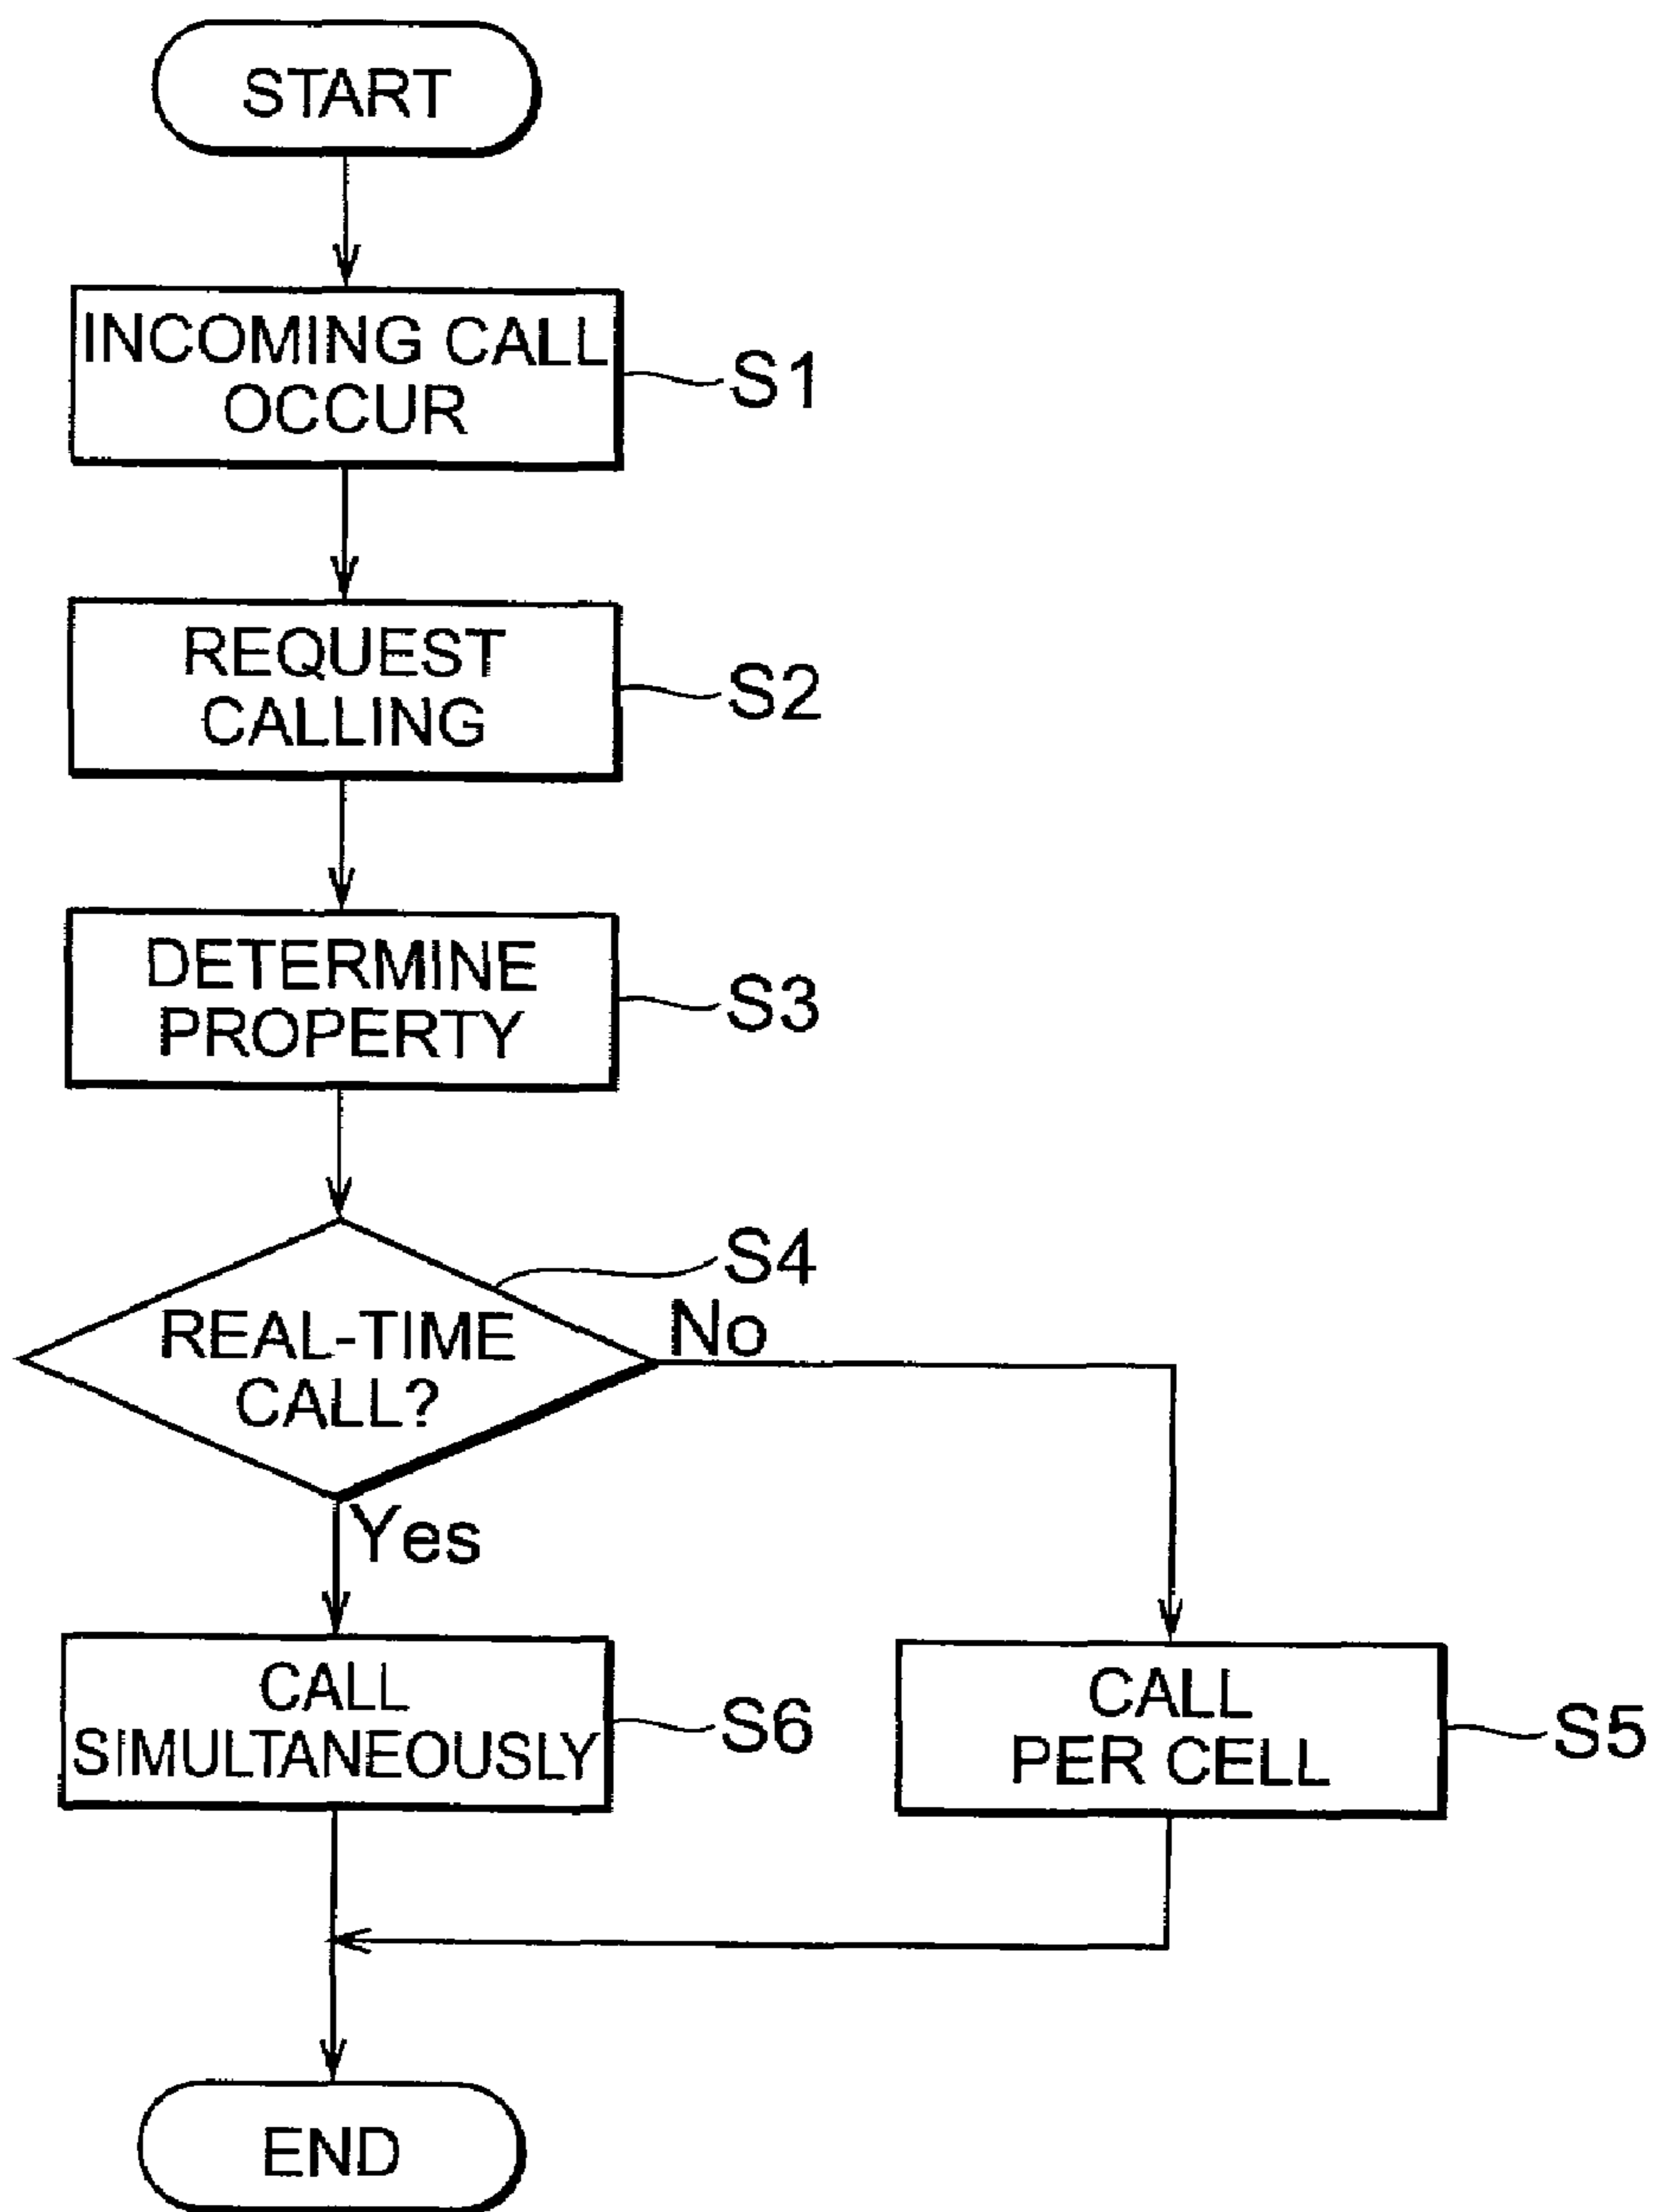 START
INCOMING CALL
OCCUR
S1
REQUEST
CALLING
S2
DETERMINE
PROPERTY
S3
S4
REAL-TIME
CALL?
No
Yes
CALL
SIMULTANEOUSLY
S6
CALL
PER CELL
S5
END